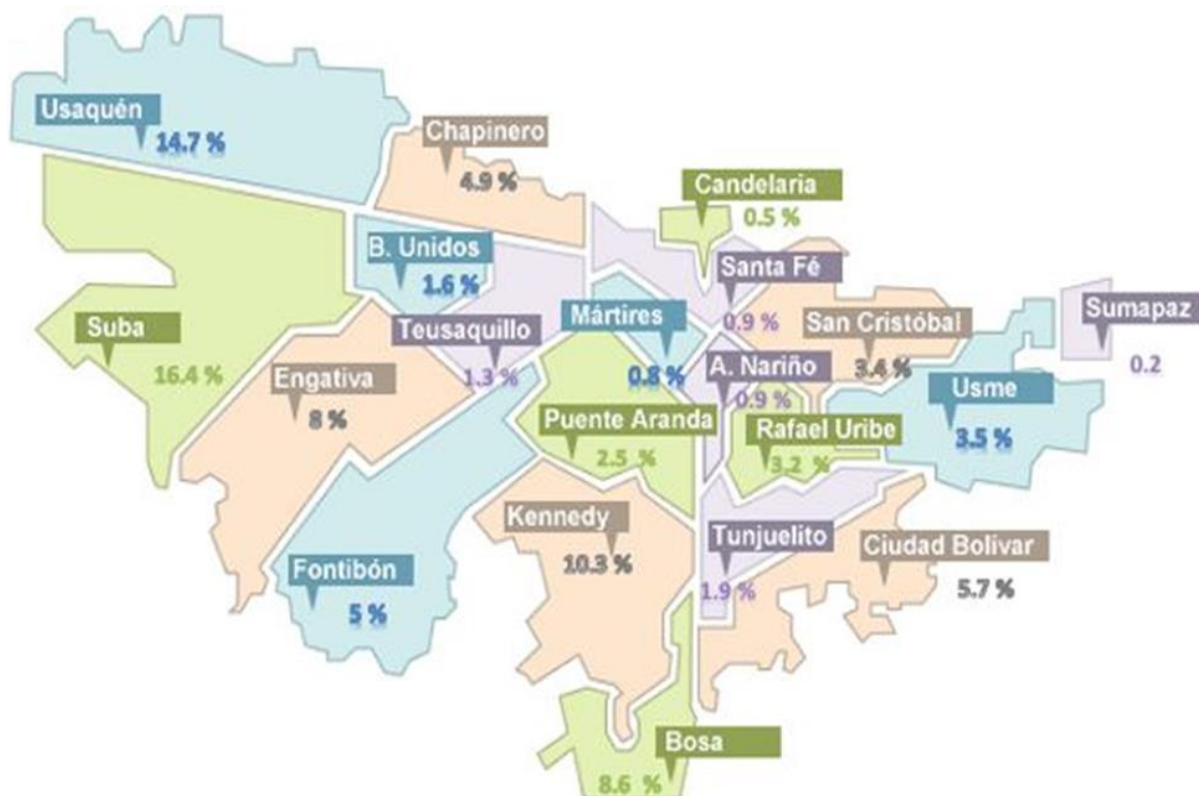 Usaquén
14.7 %
Chapinero
4.9 %
Candelaria
0.5 %
B. Unidos
1.6 %
Santa Fé
0.9 %
Sumapaz
0.2
Suba
16.4 %
Teusaquillo
1.3 %
Mártires
0.8 %
San Cristóbal
3.4 %
Engativa
8 %
A. Nariño
0.9 %
Usme
3.5 %
Puente Aranda
2.5 %
Rafael Uribe
3.2 %
Kennedy
10.3 %
Tunjuelito
1.9 %
Ciudad Bolivar
5.7 %
Fontibón
5 %
Bosa
8.6 %